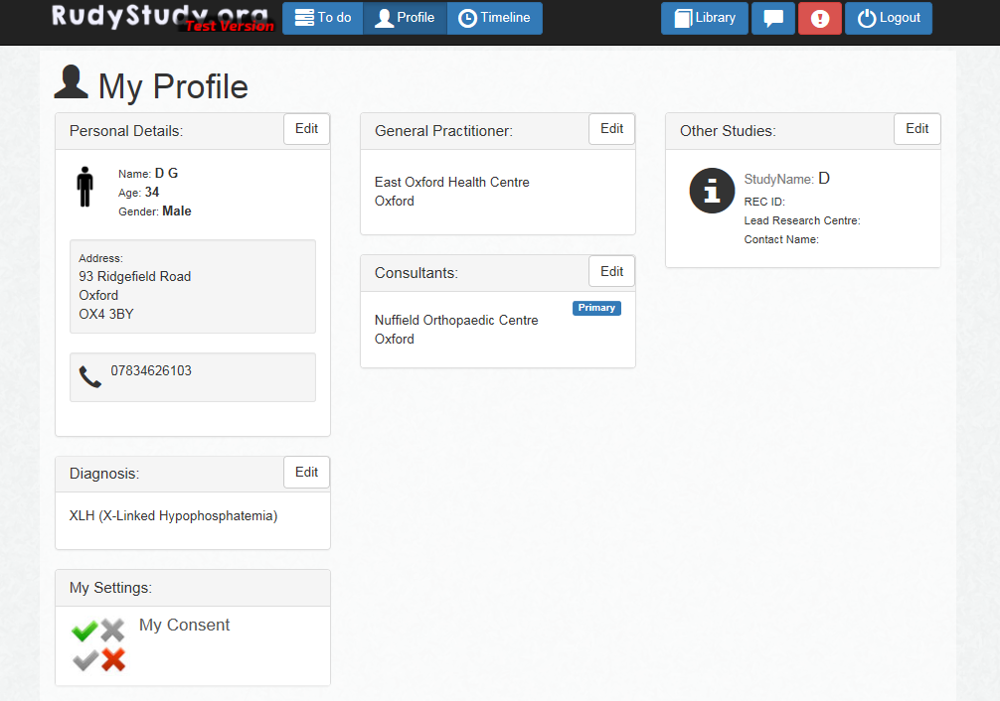 RudyStudy.org
Test Version
To do
Profile
Timeline
Library
Logout
My Profile
Personal Details:
Edit
Name: D G
Age: 34
Gender: Male
Address:
93 Ridgefield Road
Oxford
OX4 3BY
07834626103
Diagnosis:
Edit
XLH (X-Linked Hypophosphatemia)
My Settings:
My Consent
General Practitioner:
Edit
East Oxford Health Centre
Oxford
Consultants:
Edit
Primary
Nuffield Orthopaedic Centre
Oxford
Other Studies:
Edit
StudyName: D
REC ID:
Lead Research Centre:
Contact Name: